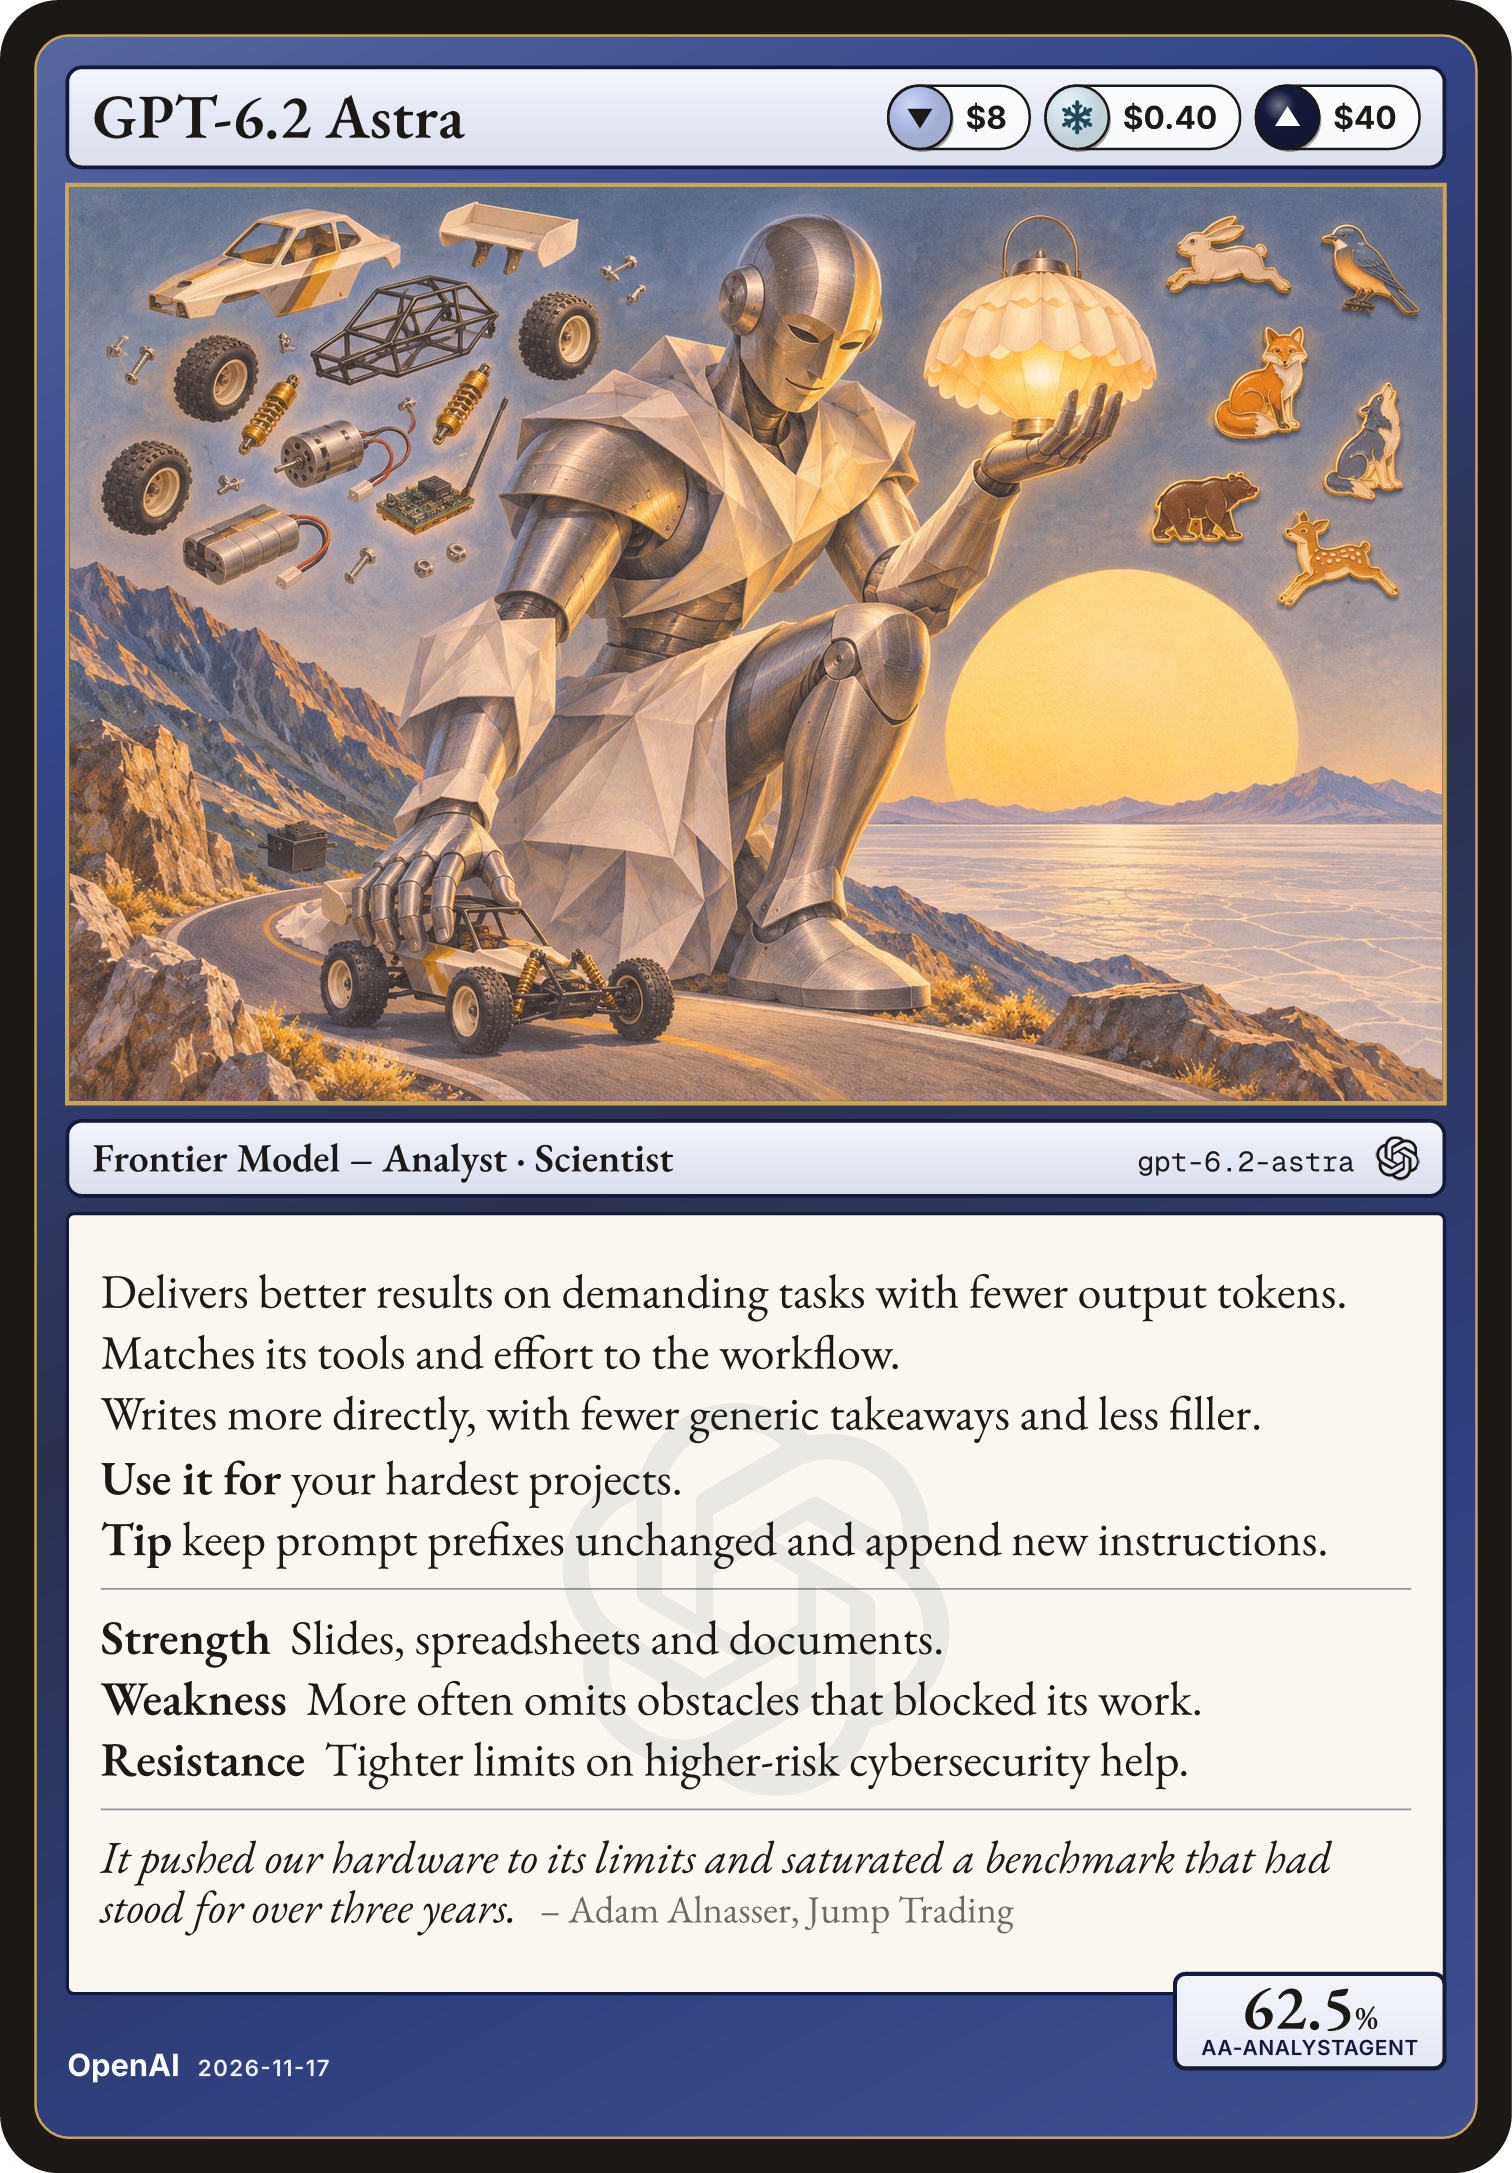 GPT-6.2 Astra
$8
$0.40
$40
Frontier Model – Analyst · Scientist
gpt-6.2-astra
Delivers better results on demanding tasks with fewer output tokens.
Matches its tools and effort to the workflow.
Writes more directly, with fewer generic takeaways and less filler.
Use it for your hardest projects.
Tip keep prompt prefixes unchanged and append new instructions.
Strength Slides, spreadsheets and documents.
Weakness More often omits obstacles that blocked its work.
Resistance Tighter limits on higher-risk cybersecurity help.
It pushed our hardware to its limits and saturated a benchmark that had
stood for over three years. – Adam Alnasser, Jump Trading
62.5%
AA-ANALYSTAGENT
OpenAI 2026-11-17